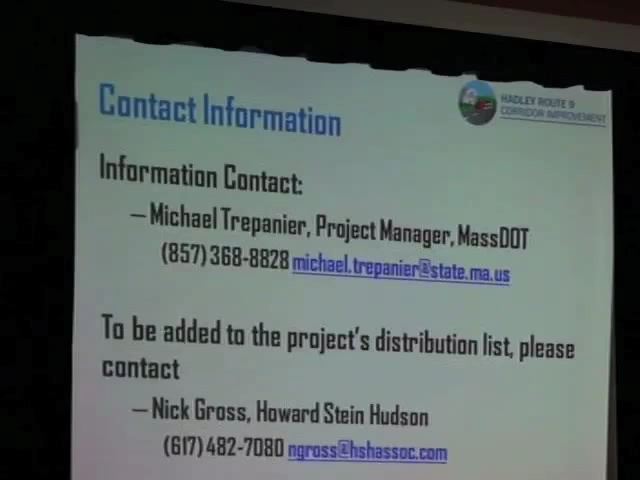 HADLEY ROUTE 9
CORRIDOR IMPROVEMENT
Contact Information
Information Contact:
– Michael Trepanier, Project Manager, MassDOT
(857) 368-8828 michael.trepanier@state.ma.us
To be added to the project's distribution list, please
contact
– Nick Gross, Howard Stein Hudson
(617) 482-7080 ngross@hshassoc.com